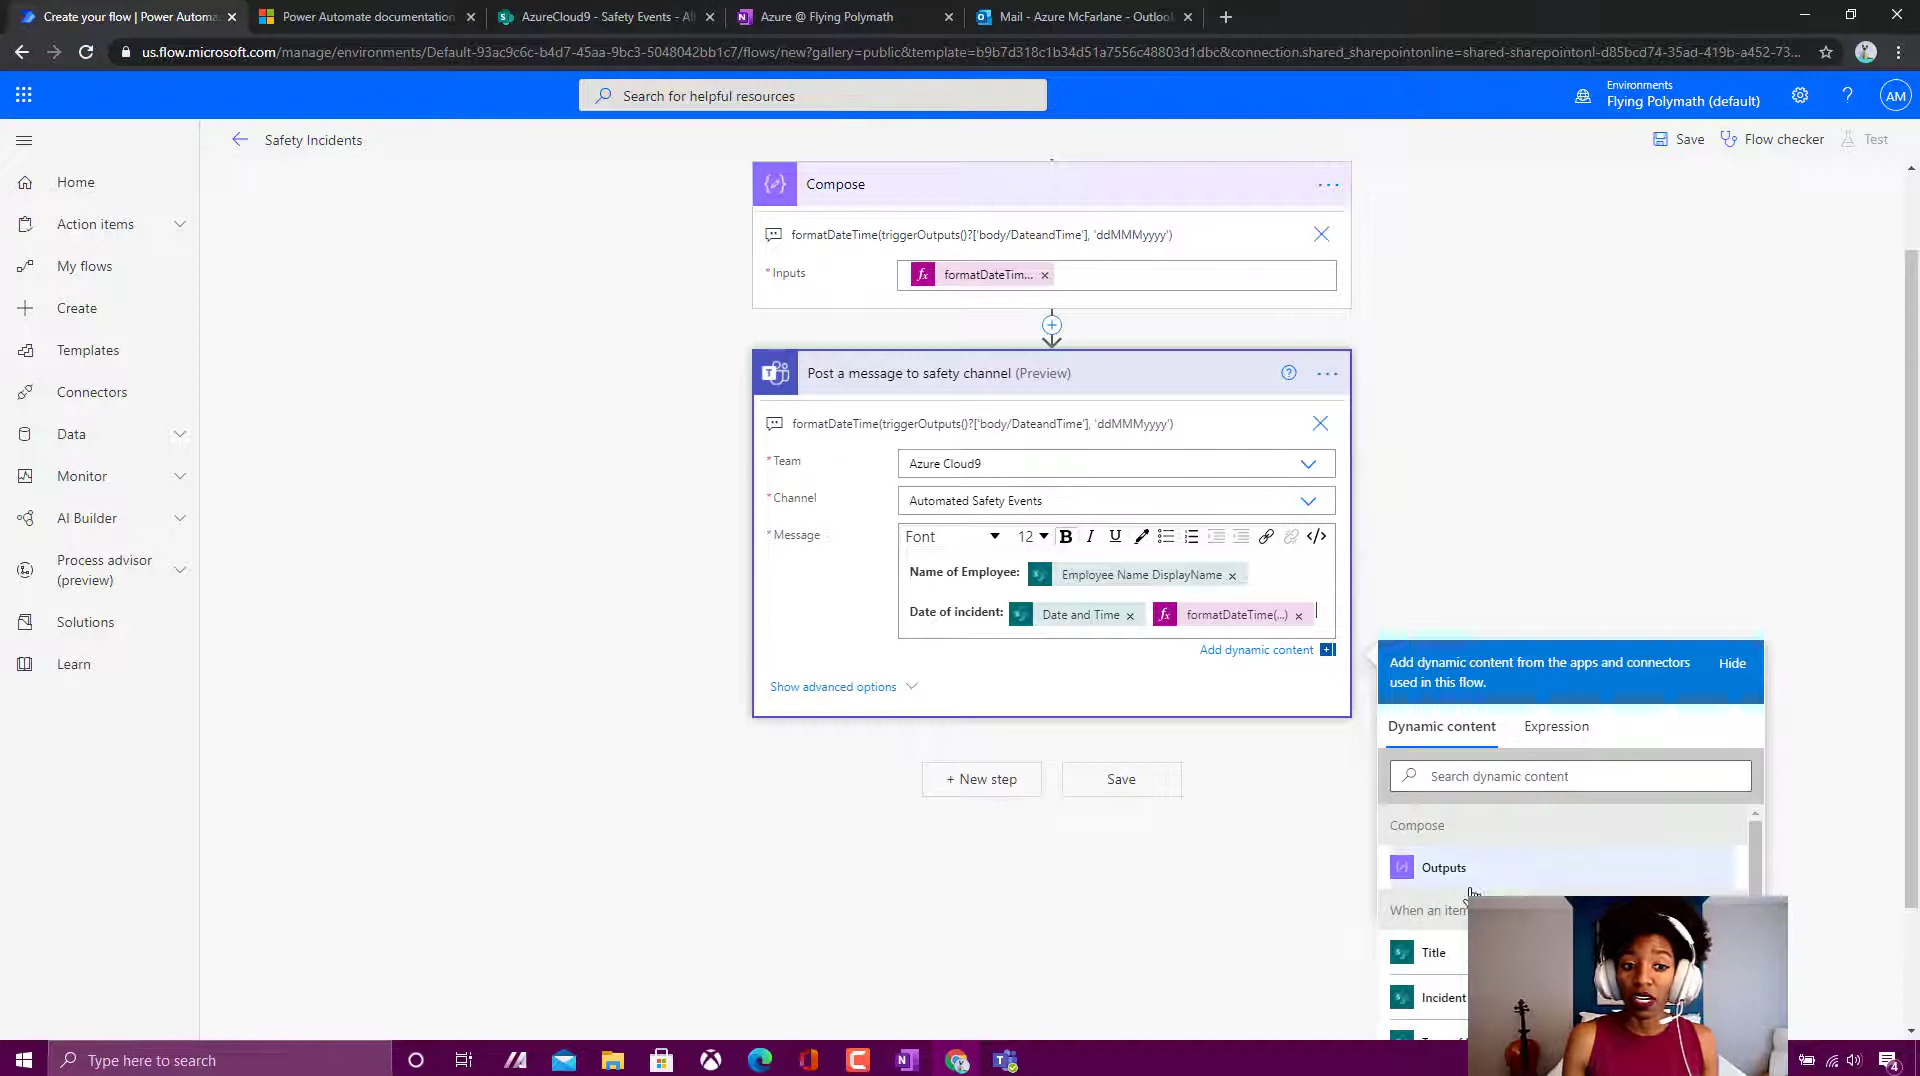 Create your flow | Power Automa
Power Automate documentation
AzureCloud9 - Safety Events - Al
Azure @ Flying Polymath
Mail - Azure McFarlane - Outlook
us.flow.microsoft.com/manage/environments/Default-93ac9c6c-b4d7-45aa-9bc3-5048042bb1c7/flows/new?gallery=public&template=b9b7d318c1b34d51a7556c48803d1dbc&connection.shared_sharepointonline=shared-sharepointonl-d85bcd74-35ad-419b-a452-73...
Search for helpful resources
Environments
Flying Polymath (default)
AM
Safety Incidents
Save
Flow checker
Test
Home
Action items
My flows
Create
Templates
Connectors
Data
Monitor
AI Builder
Process advisor
(preview)
Solutions
Learn
Compose
formatDateTime(triggerOutputs()?['body/DateandTime'], 'ddMMMyyyy')
* Inputs
fx formatDateTim...
Post a message to safety channel (Preview)
formatDateTime(triggerOutputs()?['body/DateandTime'], 'ddMMMyyyy')
* Team
Azure Cloud9
* Channel
Automated Safety Events
* Message
Font 12 B I U </>
Name of Employee: Employee Name DisplayName
Date of incident: Date and Time fx formatDateTime(...)
Add dynamic content
Show advanced options
+ New step
Save
Add dynamic content from the apps and connectors
used in this flow.
Hide
Dynamic content
Expression
Search dynamic content
Compose
Outputs
When an item
Title
Incident
Type here to search
4